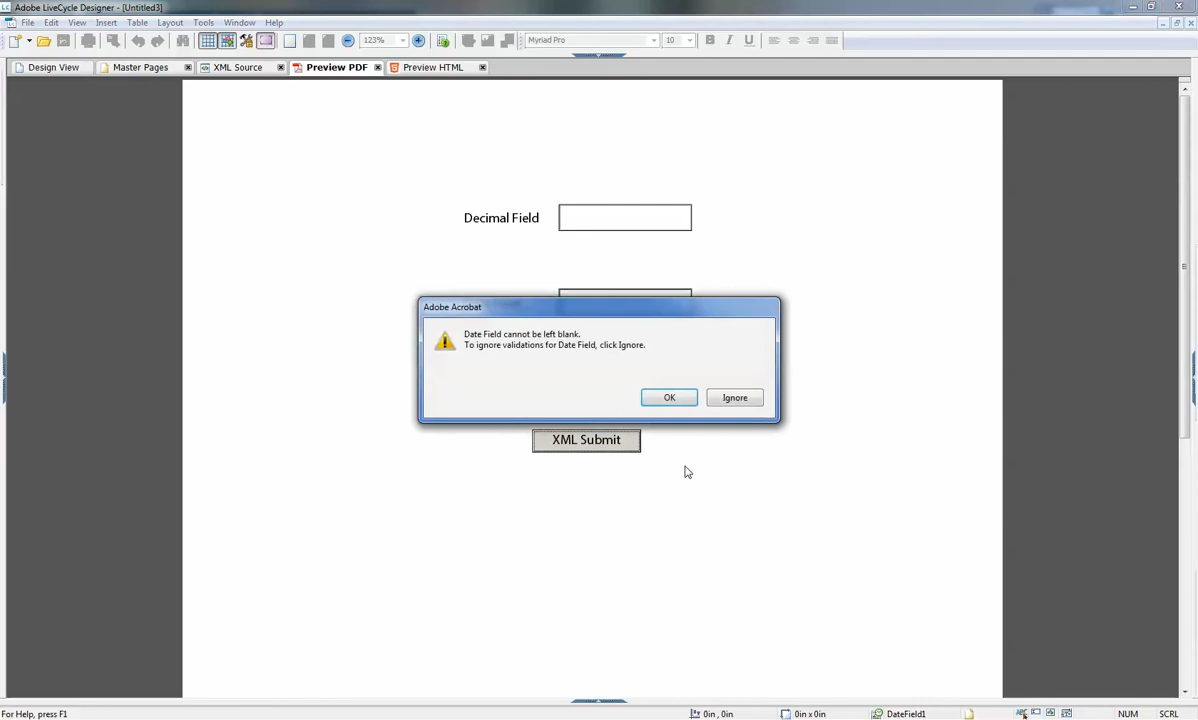 Adobe LiveCycle Designer - [Untitled3]
File Edit View Insert Table Layout Tools Window Help
123% Myriad Pro 10 B I U
Design View Master Pages XML Source Preview PDF Preview HTML
Decimal Field
Adobe Acrobat
Date Field cannot be left blank.
To ignore validations for Date Field, click Ignore.
OK Ignore
XML Submit
For Help, press F1 0in , 0in 0in x 0in DateField1 NUM SCRL